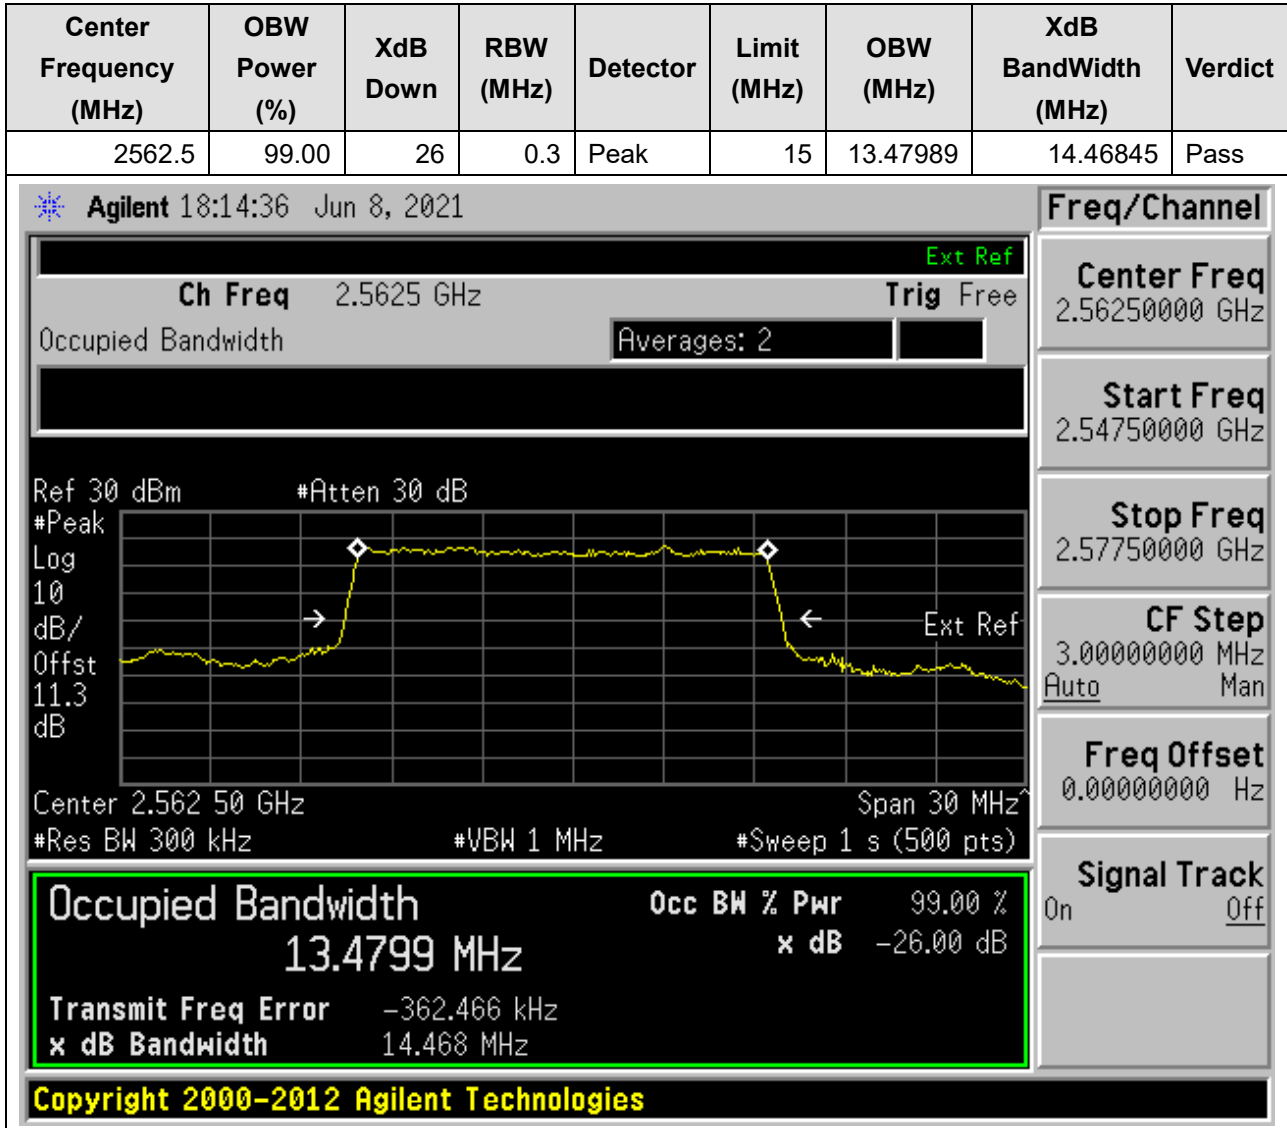 Center Frequency (MHz) OBW Power (%) XdB Down RBW (MHz) Detector Limit (MHz) OBW (MHz) XdB BandWidth (MHz) Verdict
2562.5 99.00 26 0.3 Peak 15 13.47989 14.46845 Pass
Agilent 18:14:36 Jun 8, 2021
Freq/Channel
Ext Ref
Ch Freq 2.5625 GHz Trig Free
Occupied Bandwidth Averages: 2
Center Freq
2.56250000 GHz
Start Freq
2.54750000 GHz
Stop Freq
2.57750000 GHz
CF Step
3.00000000 MHz
Auto Man
Freq Offset
0.00000000 Hz
Signal Track
On Off
Ref 30 dBm #Atten 30 dB
#Peak
Log
10
dB/
Offst
11.3
dB
Ext Ref
Center 2.562 50 GHz Span 30 MHz^
#Res BW 300 kHz #VBW 1 MHz #Sweep 1 s (500 pts)
Occupied Bandwidth Occ BW % Pwr 99.00 %
13.4799 MHz x dB -26.00 dB
Transmit Freq Error -362.466 kHz
x dB Bandwidth 14.468 MHz
Copyright 2000-2012 Agilent Technologies